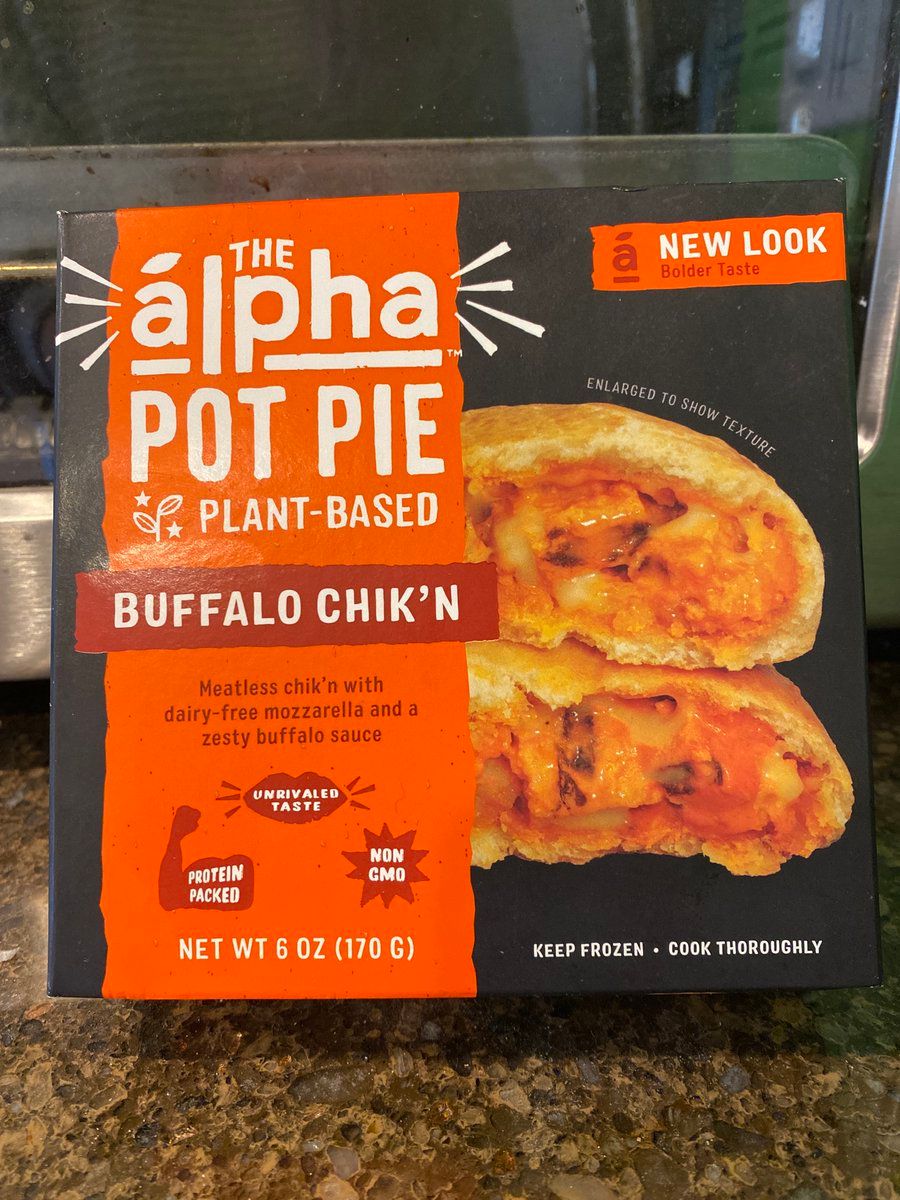 THE
álpha™
POT PIE
PLANT-BASED
BUFFALO CHIK'N
Meatless chik'n with
dairy-free mozzarella and a
zesty buffalo sauce
UNRIVALED
TASTE
PROTEIN
PACKED
NON
GMO
NET WT 6 OZ (170 G)
á
NEW LOOK
Bolder Taste
ENLARGED TO SHOW TEXTURE
KEEP FROZEN • COOK THOROUGHLY